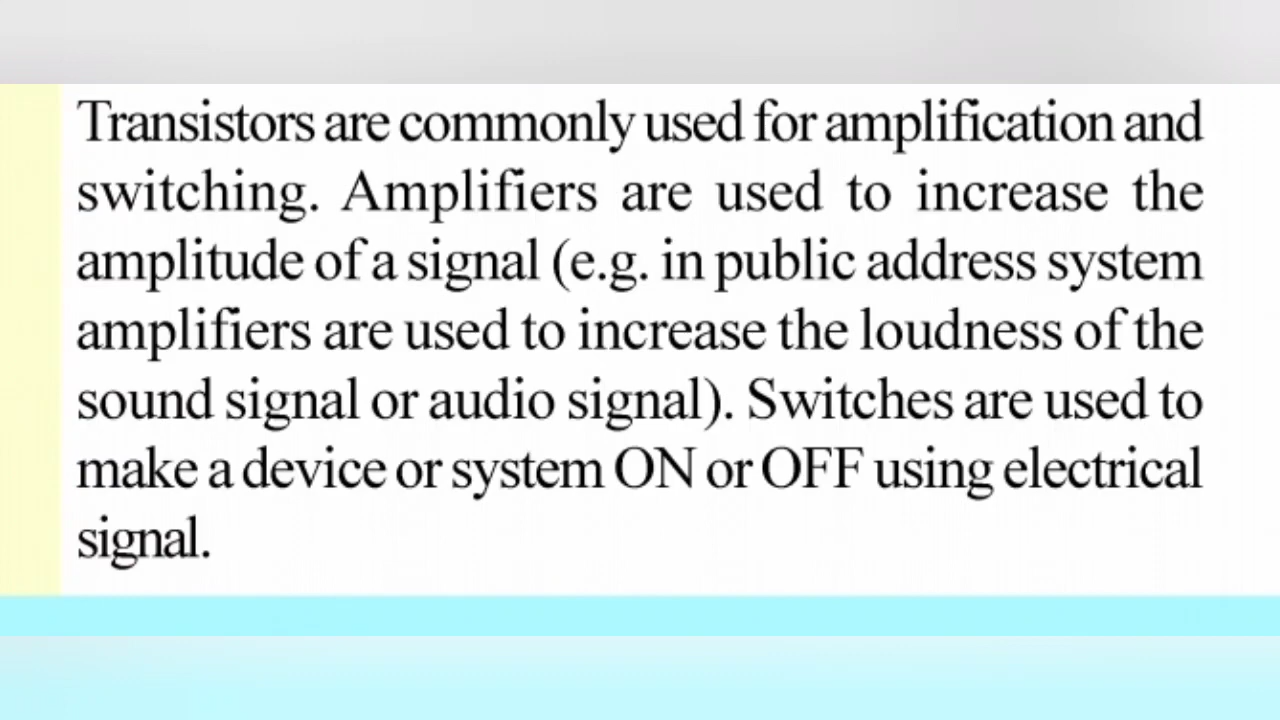 Transistors are commonly used for amplification and
switching. Amplifiers are used to increase the
amplitude of a signal (e.g. in public address system
amplifiers are used to increase the loudness of the
sound signal or audio signal). Switches are used to
make a device or system ON or OFF using electrical
signal.